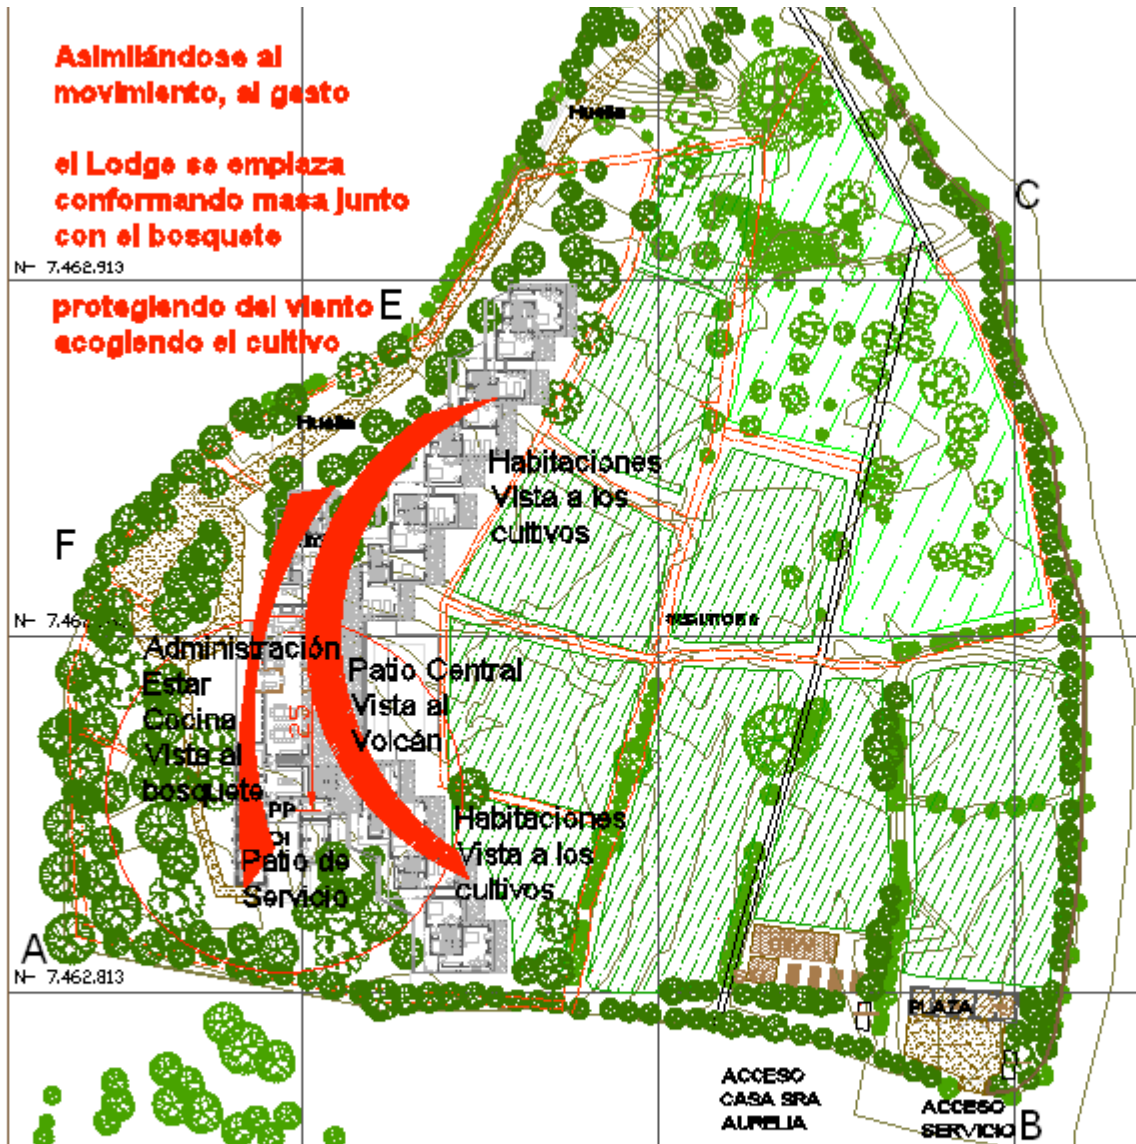 Asimilándose al
movimiento, al gesto
el Lodge se emplaza
conformando masa junto
con el bosquete
N- 7.462.913
protegiendo del viento
acogiendo el cultivo
Huella
C
E
Huella
Habitaciones
Vista a los
cultivos
F
Administración
Estar
Cocina
Vista al
bosquete
25
Patio Central
Vista al
Volcán
PP
Patio de
Servicio
Habitaciones
Vista a los
cultivos
A
N- 7.462.813
PLAZA
ACCESO
CASA SRA
AURELIA
ACCESO
SERVICIO
B